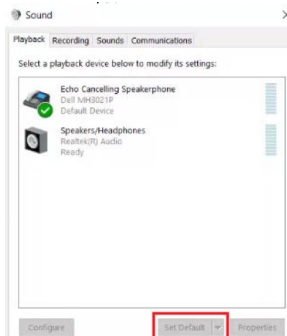 Sound
Playback Recording Sounds Communications
Select a playback device below to modify its settings:
Echo Cancelling Speakerphone
Dell MH3021P
Default Device
Speakers/Headphones
Realtek(R) Audio
Ready
Configure Set Default Properties